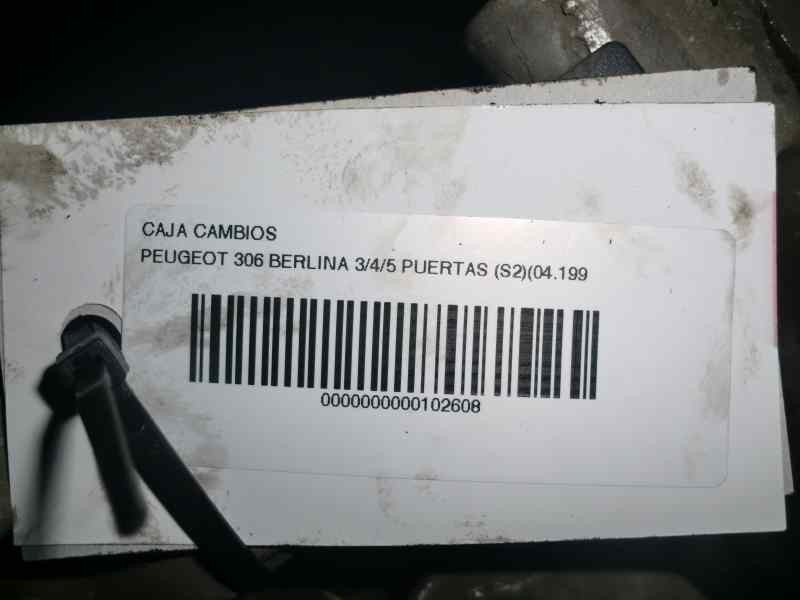 CAJA CAMBIOS
PEUGEOT 306 BERLINA 3/4/5 PUERTAS (S2)(04.199
0000000000102608